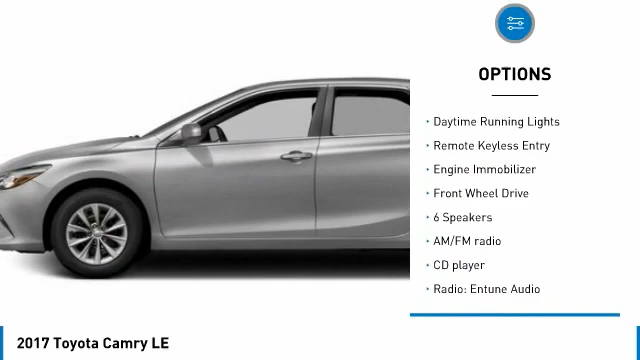 OPTIONS
• Daytime Running Lights
• Remote Keyless Entry
• Engine Immobilizer
• Front Wheel Drive
• 6 Speakers
• AM/FM radio
• CD player
• Radio: Entune Audio
2017 Toyota Camry LE